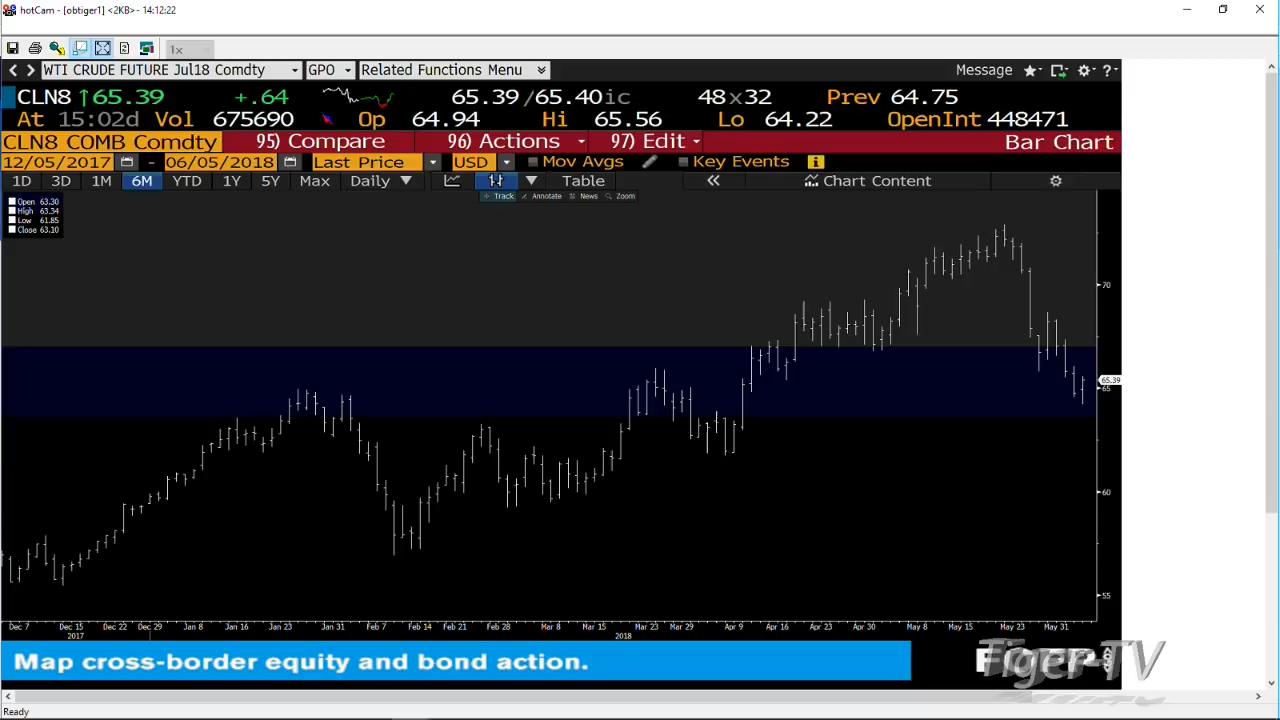 hotCam - [obtiger1] <2KB> - 14:12:22
1x
WTI CRUDE FUTURE Jul18 Comdty GPO Related Functions Menu Message ?
CLN8 ↑65.39 +.64 65.39/65.40ic 48x32 Prev 64.75
At 15:02d Vol 675690 Op 64.94 Hi 65.56 Lo 64.22 OpenInt 448471
CLN8 COMB Comdty 95) Compare 96) Actions 97) Edit Bar Chart
12/05/2017 - 06/05/2018 Last Price USD Mov Avgs Key Events i
1D 3D 1M 6M YTD 1Y 5Y Max Daily ▼ Table « Chart Content
Track Annotate News Zoom
Open 63.30
High 63.34
Low 61.85
Close 63.10
70
65.39
65
60
55
Dec 7 Dec 15 Dec 22 Dec 29 Jan 8 Jan 16 Jan 23 Jan 31 Feb 7 Feb 14 Feb 21 Feb 28 Mar 8 Mar 15 Mar 23 Mar 29 Apr 9 Apr 16 Apr 23 Apr 30 May 8 May 15 May 23 May 31
2017 2018
Map cross-border equity and bond action.
Tiger-TV
Ready